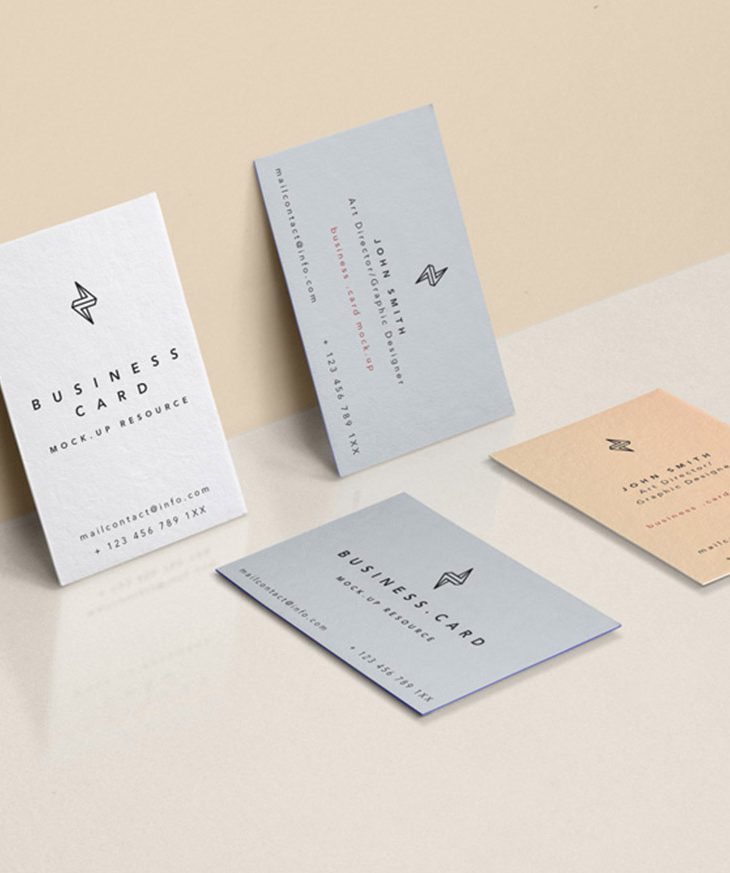 BUSINESS
CARD
MOCK.UP RESOURCE
mailcontact@info.com
+ 123 456 789 1XX
JOHN SMITH
Art Director/Graphic Designer
business .card mock.up
mailcontact@info.com
+ 123 456 789 1XX
BUSINESS.CARD
MOCK.UP RESOURCE
mailcontact@info.com
+ 123 456 789 1XX
JOHN SMITH
Art Director/
Graphic Designe
business .card
mailc